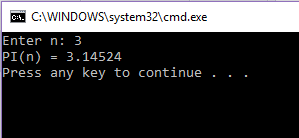 C:\WINDOWS\system32\cmd.exe
Enter n: 3
PI(n) = 3.14524
Press any key to continue . . .